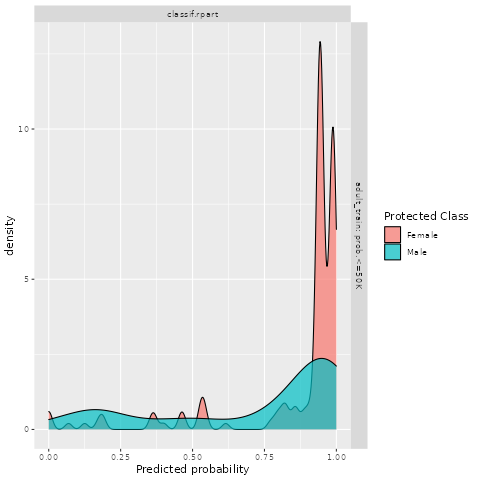 classif.rpart
density
10
5
0
0.00 0.25 0.50 0.75 1.00
Predicted probability
adult_train: prob.<=50K
Protected Class
Female
Male